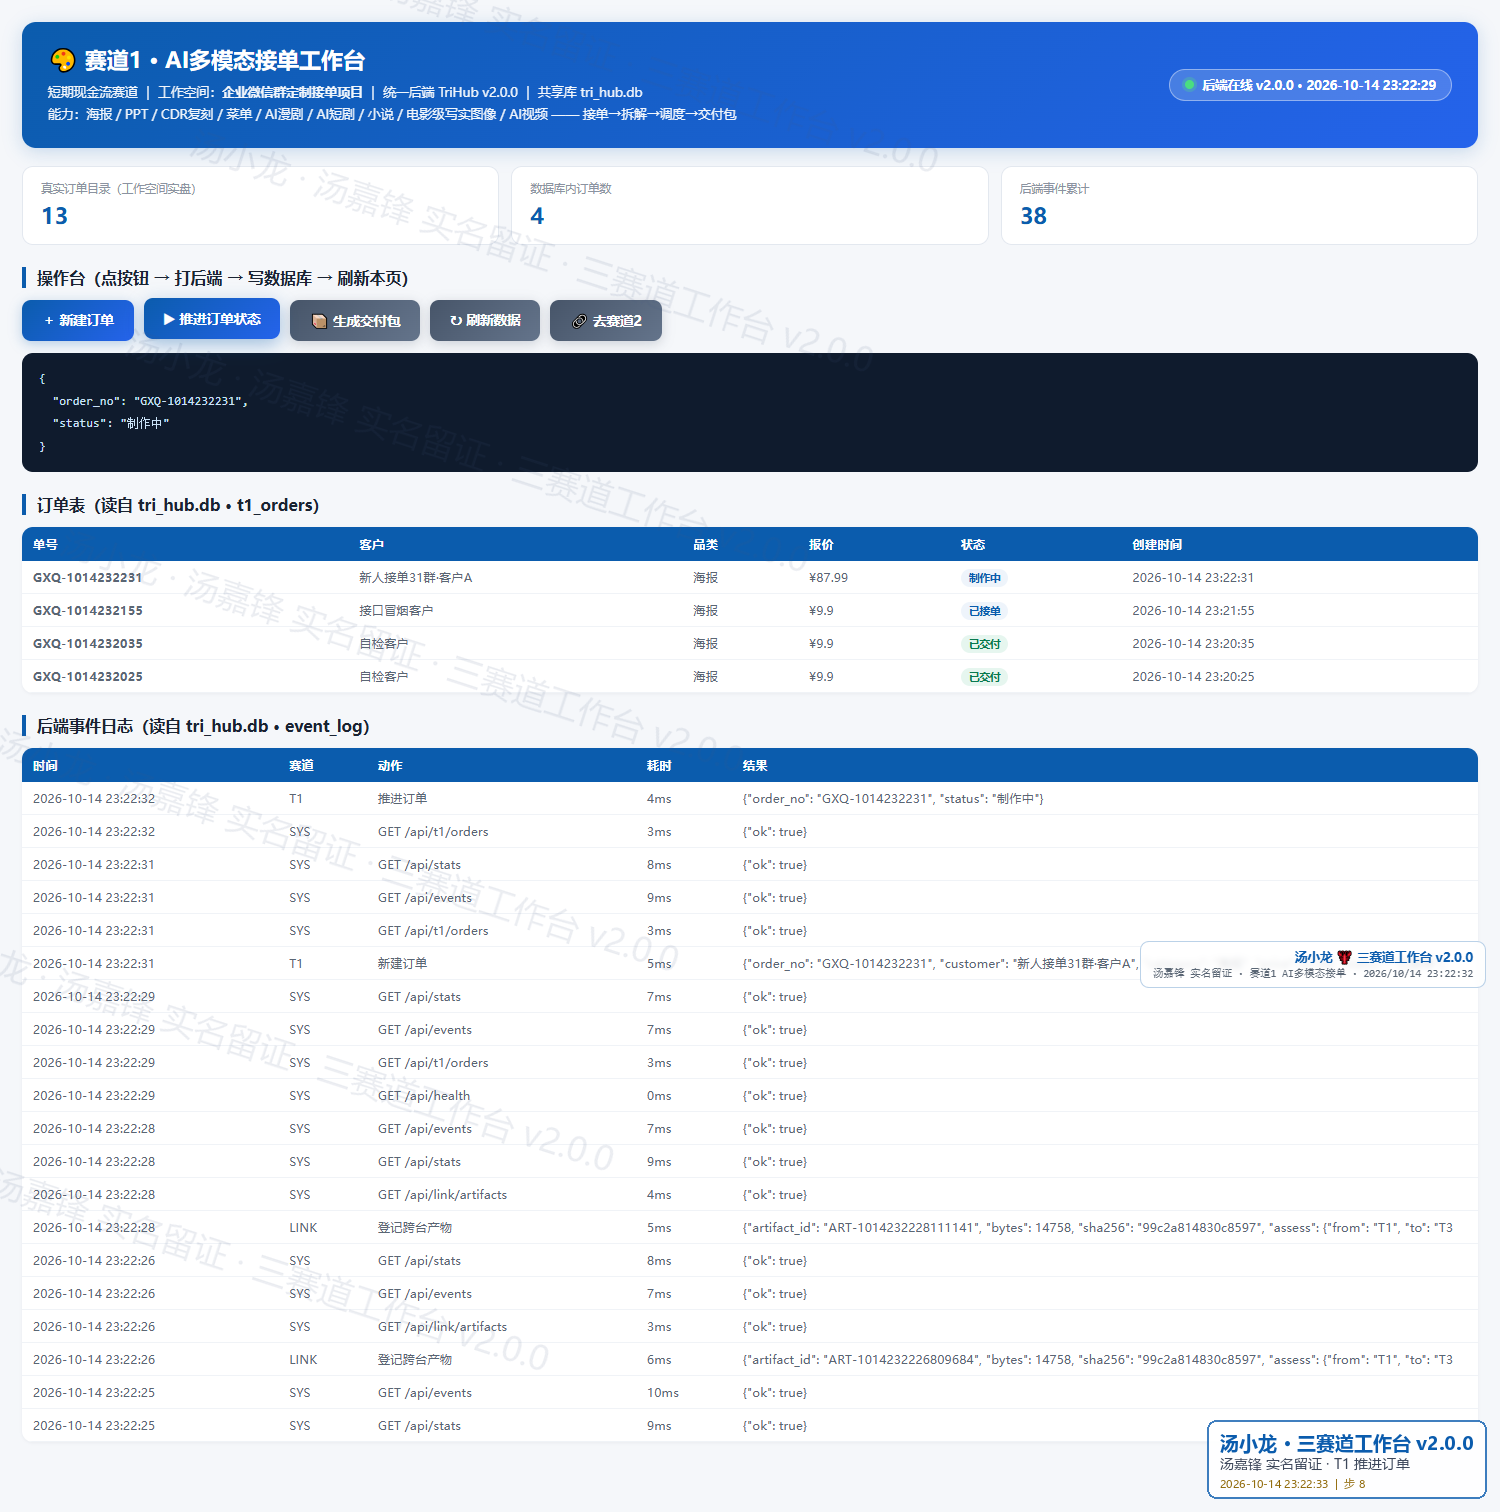 赛道1 • AI多模态接单工作台
短期现金流赛道 | 工作空间：企业微信群定制接单项目 | 统一后端 TriHub v2.0.0 | 共享库 tri_hub.db
能力：海报 / PPT / CDR复刻 / 菜单 / AI漫剧 / AI短剧 / 小说 / 电影级写实图像 / AI视频 —— 接单→拆解→调度→交付包
后端在线 v2.0.0 • 2026-10-14 23:22:29
真实订单目录（工作空间实盘） 数据库内订单数 后端事件累计
13 4 38
操作台（点按钮 → 打后端 → 写数据库 → 刷新本页）
+ 新建订单 ▶ 推进订单状态 生成交付包 ↻ 刷新数据 去赛道2
{
"order_no": "GXQ-1014232231",
"status": "制作中"
}
订单表（读自 tri_hub.db • t1_orders）
单号 客户 品类 报价 状态 创建时间
GXQ-1014232231 新人接单31群·客户A 海报 ¥87.99 制作中 2026-10-14 23:22:31
GXQ-1014232155 接口冒烟客户 海报 ¥9.9 已接单 2026-10-14 23:21:55
GXQ-1014232035 自检客户 海报 ¥9.9 已交付 2026-10-14 23:20:35
GXQ-1014232025 自检客户 海报 ¥9.9 已交付 2026-10-14 23:20:25
后端事件日志（读自 tri_hub.db • event_log）
时间 赛道 动作 耗时 结果
2026-10-14 23:22:32 T1 推进订单 4ms {"order_no": "GXQ-1014232231", "status": "制作中"}
2026-10-14 23:22:32 SYS GET /api/t1/orders 3ms {"ok": true}
2026-10-14 23:22:31 SYS GET /api/stats 8ms {"ok": true}
2026-10-14 23:22:31 SYS GET /api/events 9ms {"ok": true}
2026-10-14 23:22:31 SYS GET /api/t1/orders 3ms {"ok": true}
2026-10-14 23:22:31 T1 新建订单 5ms {"order_no": "GXQ-1014232231", "customer": "新人接单31群·客户A",
汤小龙 三赛道工作台 v2.0.0
汤嘉锋 实名留证 · 赛道1 AI多模态接单 · 2026/10/14 23:22:32
2026-10-14 23:22:29 SYS GET /api/stats 7ms {"ok": true}
2026-10-14 23:22:29 SYS GET /api/events 7ms {"ok": true}
2026-10-14 23:22:29 SYS GET /api/t1/orders 3ms {"ok": true}
2026-10-14 23:22:29 SYS GET /api/health 0ms {"ok": true}
2026-10-14 23:22:28 SYS GET /api/events 7ms {"ok": true}
2026-10-14 23:22:28 SYS GET /api/stats 9ms {"ok": true}
2026-10-14 23:22:28 SYS GET /api/link/artifacts 4ms {"ok": true}
2026-10-14 23:22:28 LINK 登记跨台产物 5ms {"artifact_id": "ART-1014232228111141", "bytes": 14758, "sha256": "99c2a814830c8597", "assess": {"from": "T1", "to": "T3
2026-10-14 23:22:26 SYS GET /api/stats 8ms {"ok": true}
2026-10-14 23:22:26 SYS GET /api/events 7ms {"ok": true}
2026-10-14 23:22:26 SYS GET /api/link/artifacts 3ms {"ok": true}
2026-10-14 23:22:26 LINK 登记跨台产物 6ms {"artifact_id": "ART-1014232226809684", "bytes": 14758, "sha256": "99c2a814830c8597", "assess": {"from": "T1", "to": "T3
2026-10-14 23:22:25 SYS GET /api/events 10ms {"ok": true}
2026-10-14 23:22:25 SYS GET /api/stats 9ms {"ok": true}
汤小龙 • 三赛道工作台 v2.0.0
汤嘉锋 实名留证 · T1 推进订单
2026-10-14 23:22:33 | 步 8
汤小龙 · 汤嘉锋 实名留证 · 三赛道工作台 v2.0.0